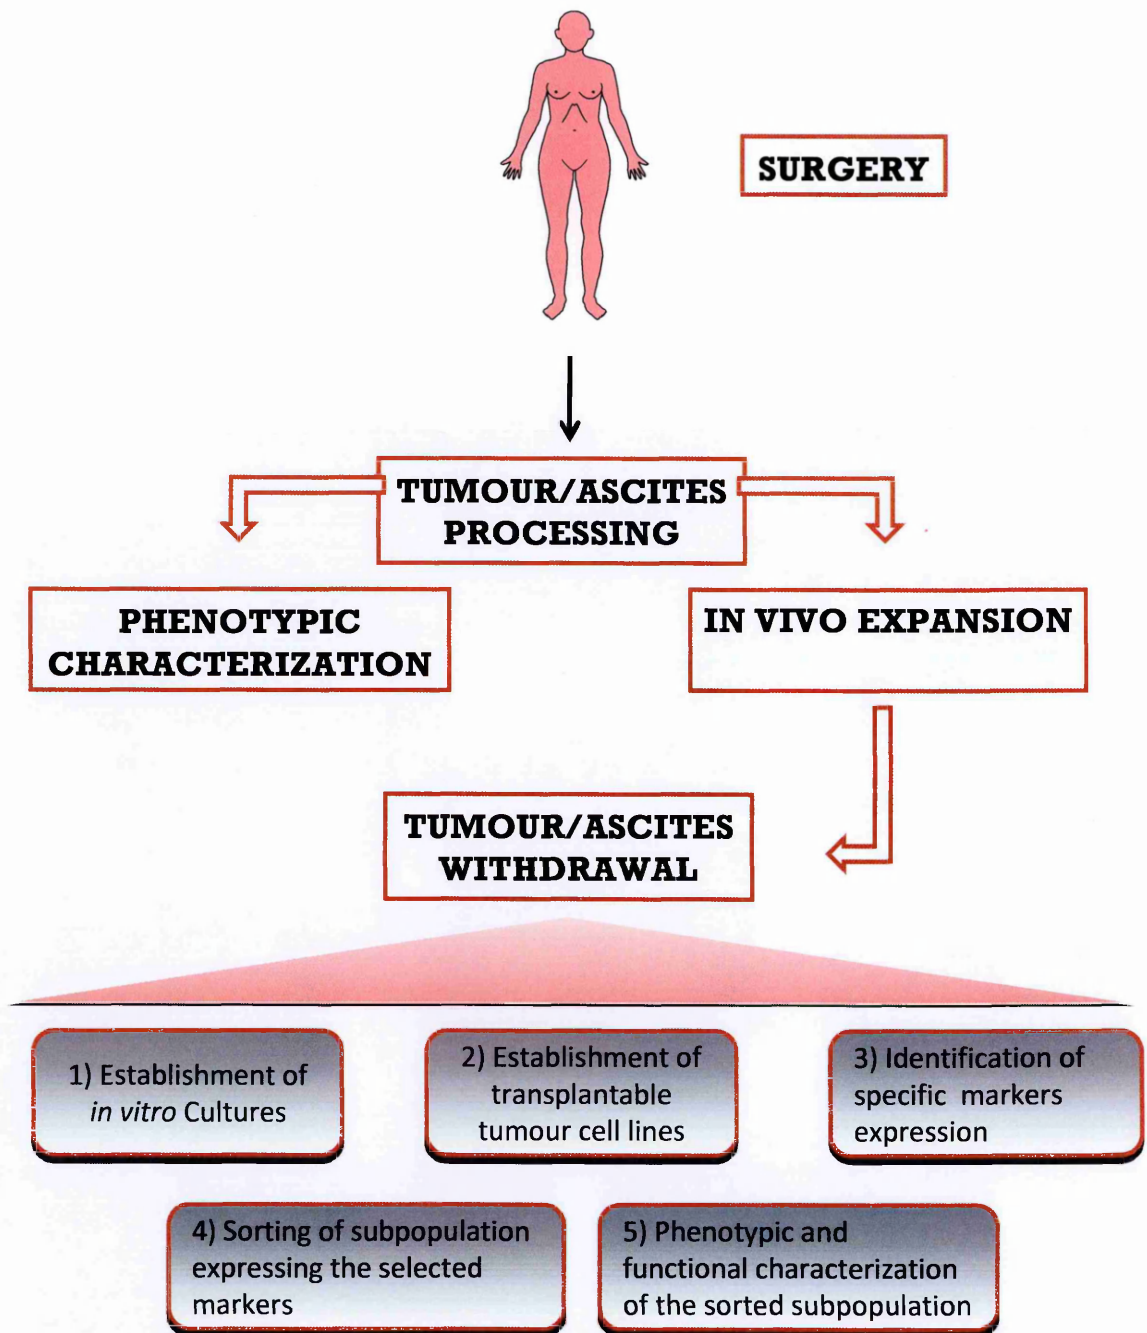 SURGERY
TUMOUR/ASCITES
PROCESSING
PHENOTYPIC
CHARACTERIZATION
IN VIVO EXPANSION
TUMOUR/ASCITES
WITHDRAWAL
1) Establishment of
in vitro Cultures
2) Establishment of
transplantable
tumour cell lines
3) Identification of
specific markers
expression
4) Sorting of subpopulation
expressing the selected
markers
5) Phenotypic and
functional characterization
of the sorted subpopulation